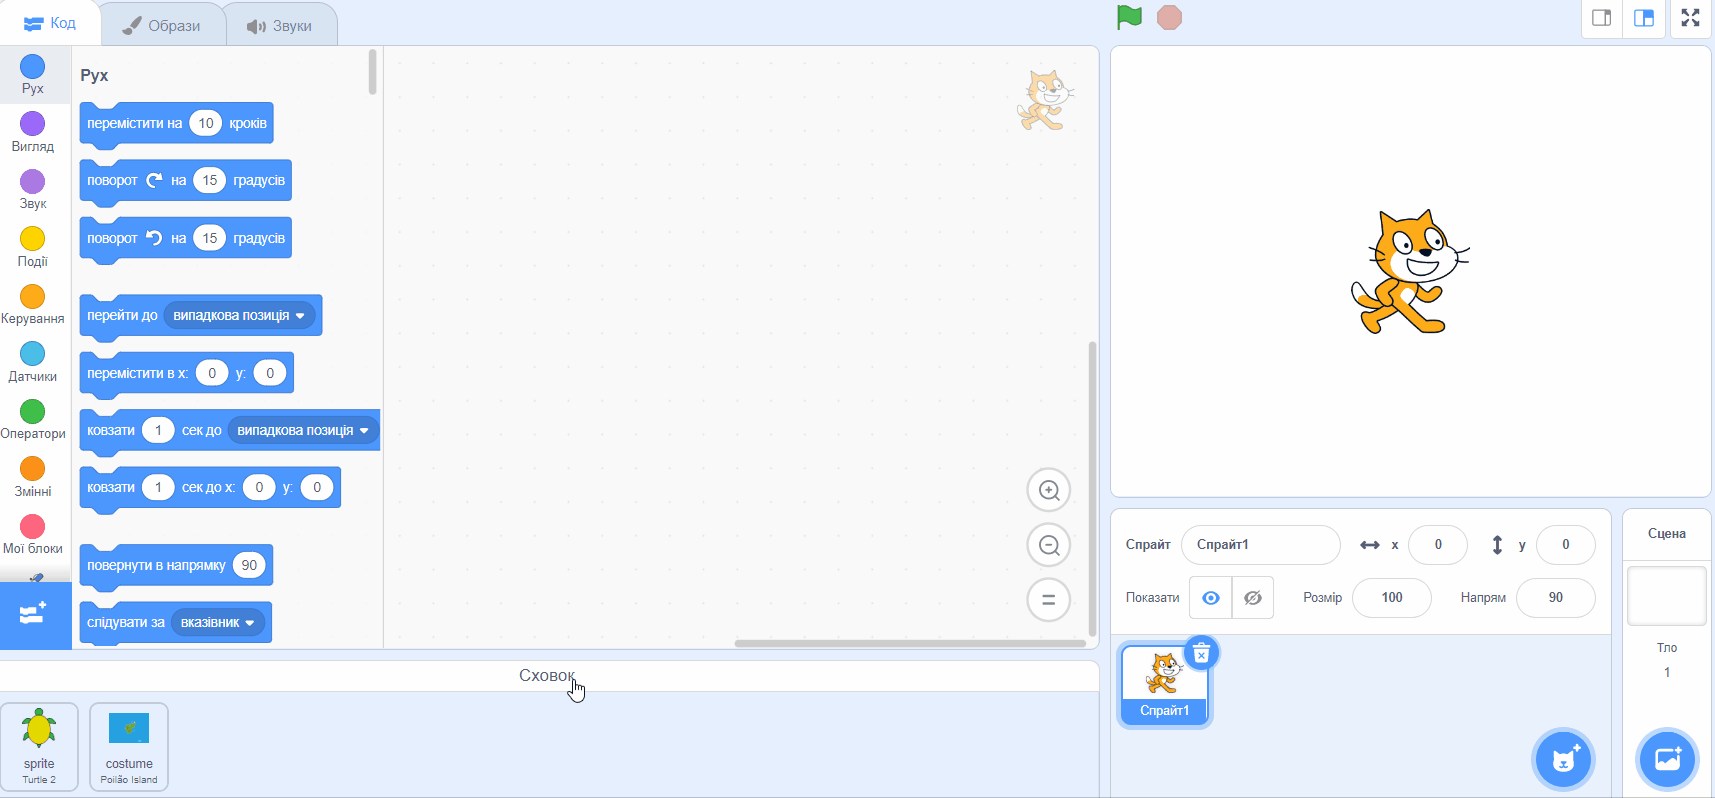 Код
Образи
Звуки
Рух
Вигляд
Звук
Події
Керування
Датчики
Оператори
Змінні
Мої блоки
Рух
перемістити на 10 кроків
поворот на 15 градусів
поворот на 15 градусів
перейти до випадкова позиція
перемістити в x: 0 y: 0
ковзати 1 сек до випадкова позиція
ковзати 1 сек до x: 0 y: 0
повернути в напрямку 90
слідувати за вказівник
Сховок
sprite
Turtle 2
costume
Poilão Island
Спрайт Спрайт1 x 0 y 0
Показати Розмір 100 Напрям 90
Спрайт1
Сцена
Тло
1